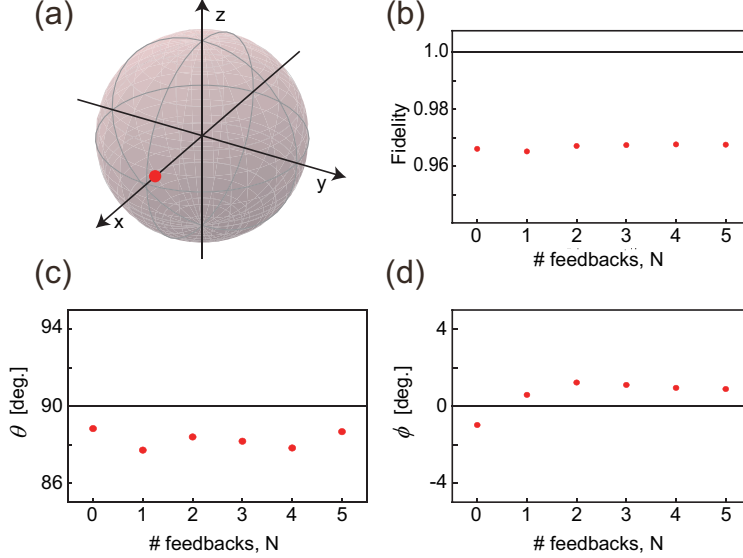 (a)
z
y
x
(b)
Fidelity
1.0
0.98
0.96
0 1 2 3 4 5
# feedbacks, N
(c)
θ [deg.]
94
90
86
0 1 2 3 4 5
# feedbacks, N
(d)
ϕ [deg.]
4
0
-4
0 1 2 3 4 5
# feedbacks, N